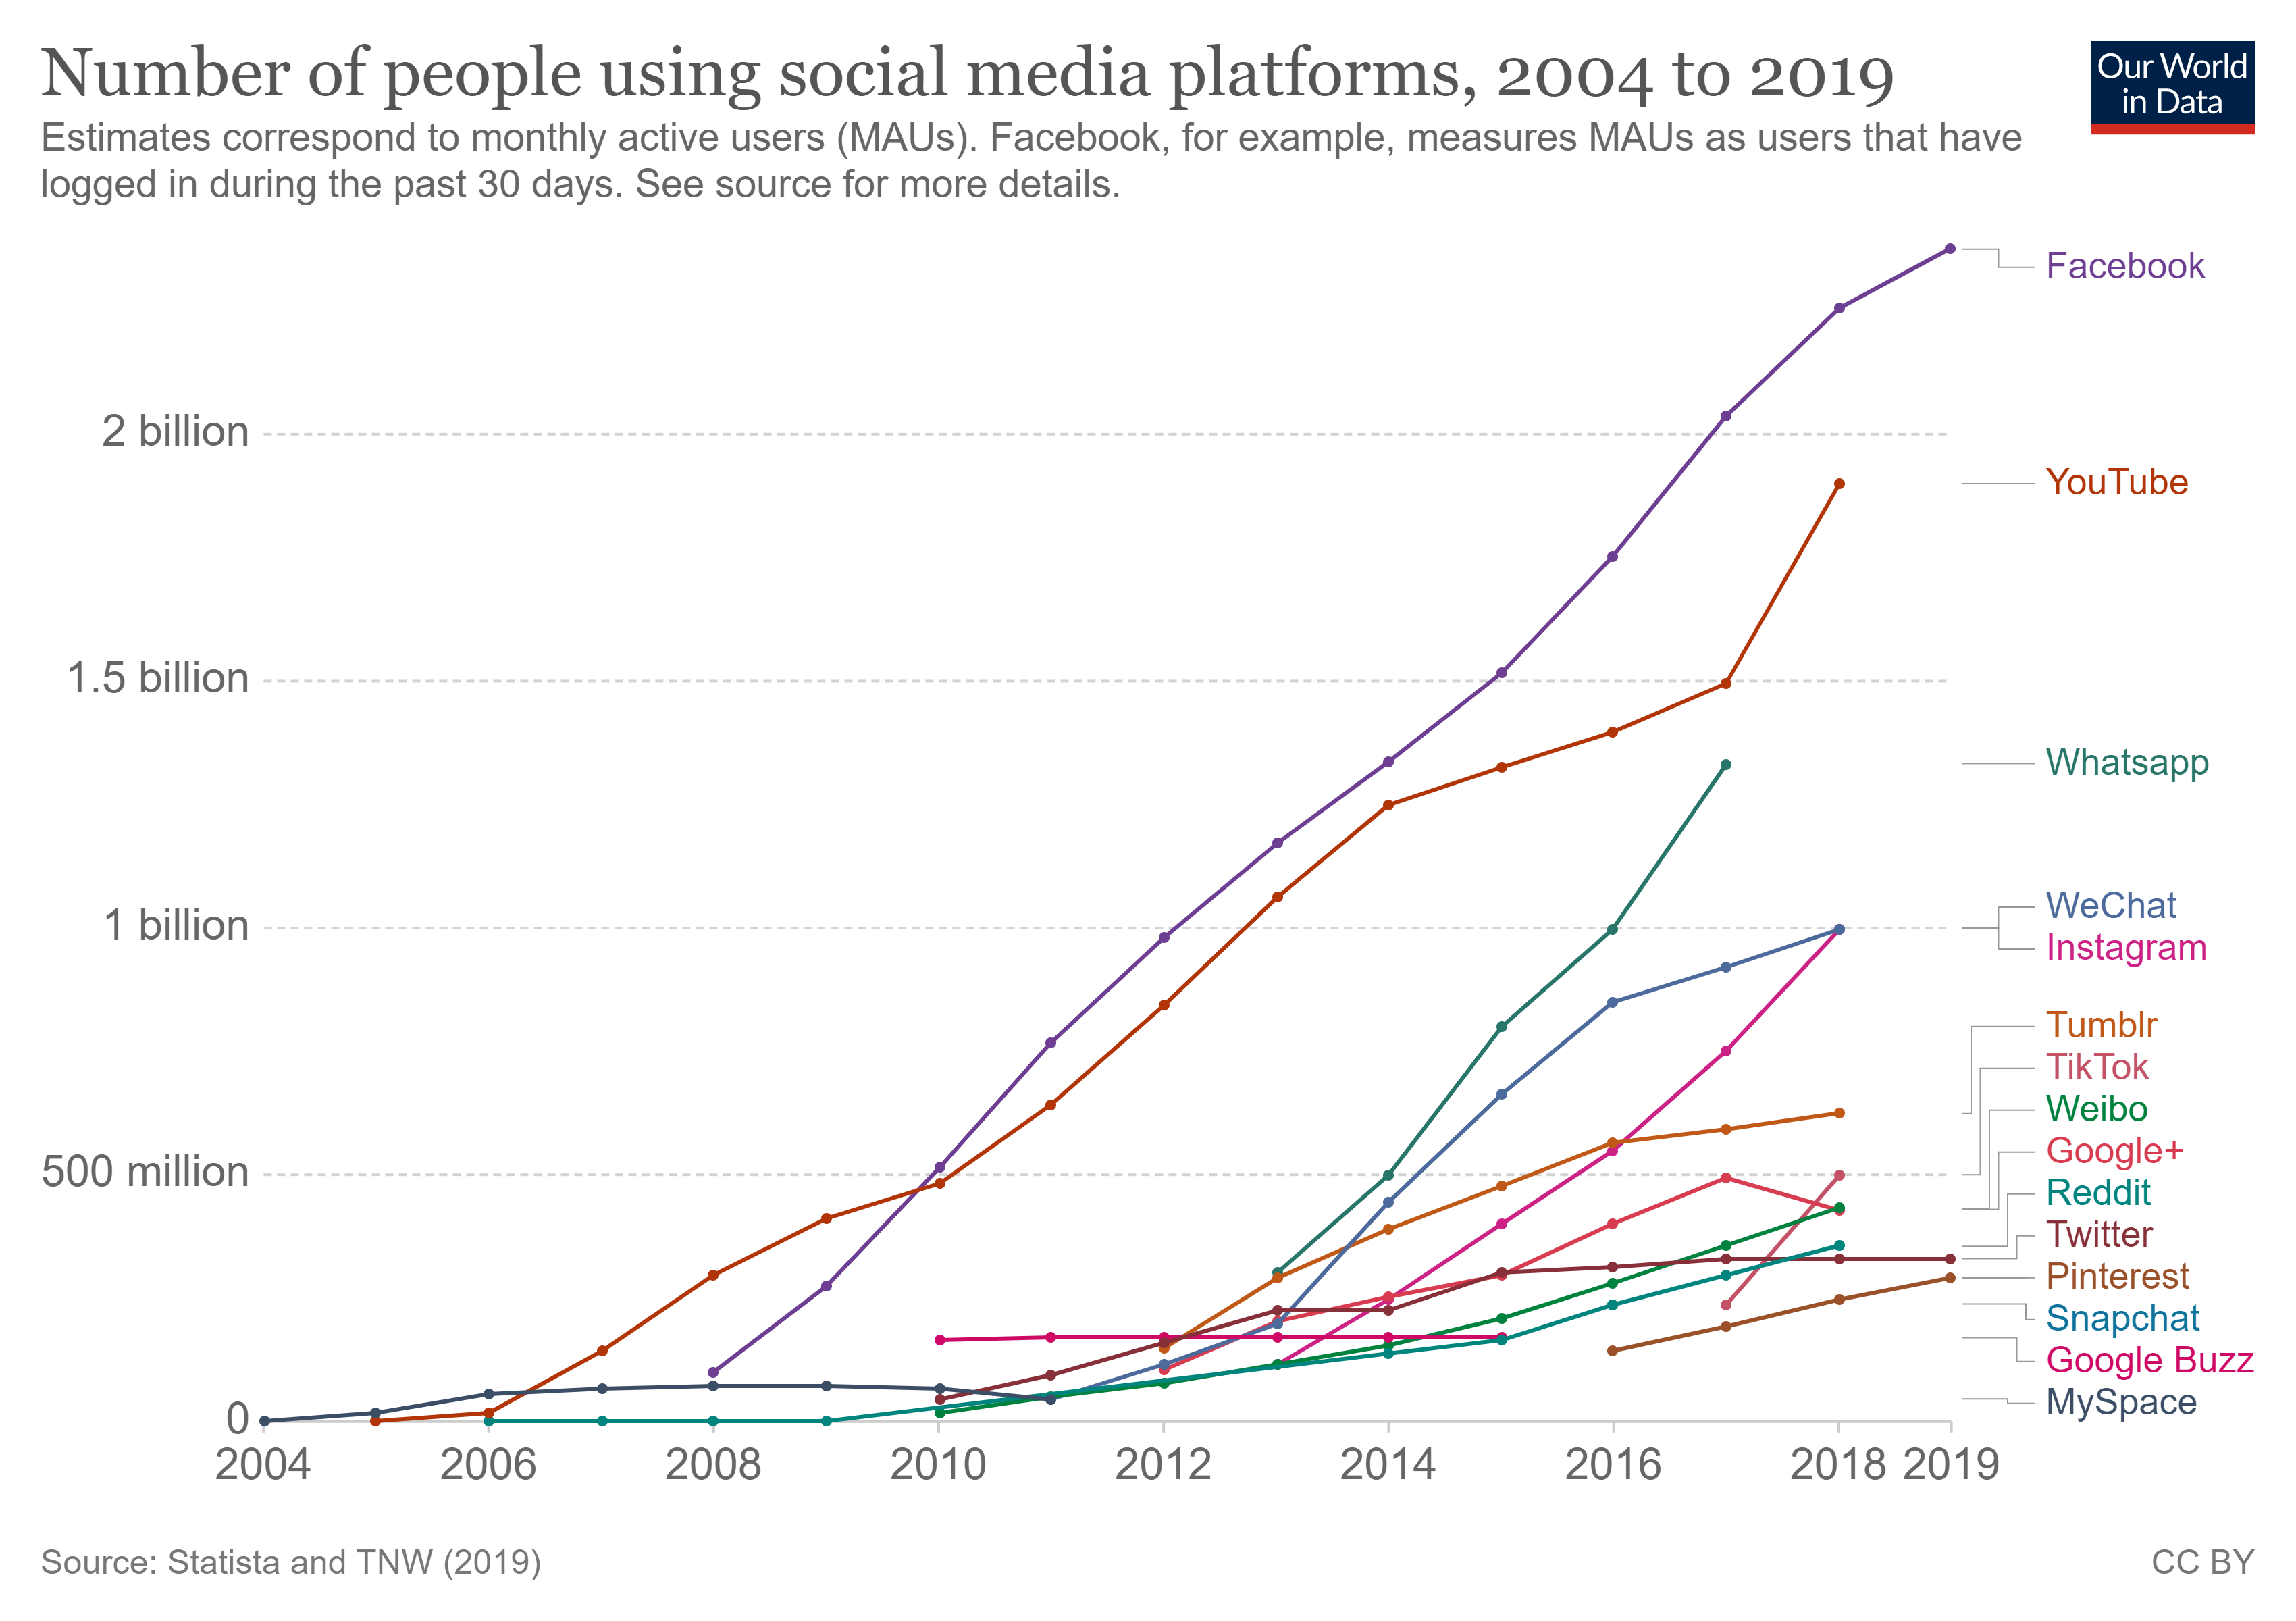 Number of people using social media platforms, 2004 to 2019
Our World
in Data
Estimates correspond to monthly active users (MAUs). Facebook, for example, measures MAUs as users that have
logged in during the past 30 days. See source for more details.
Facebook
2 billion
YouTube
1.5 billion
Whatsapp
WeChat
1 billion
Instagram
Tumblr
TikTok
Weibo
Google+
500 million
Reddit
Twitter
Pinterest
Snapchat
Google Buzz
MySpace
0
2004 2006 2008 2010 2012 2014 2016 2018 2019
Source: Statista and TNW (2019)
CC BY